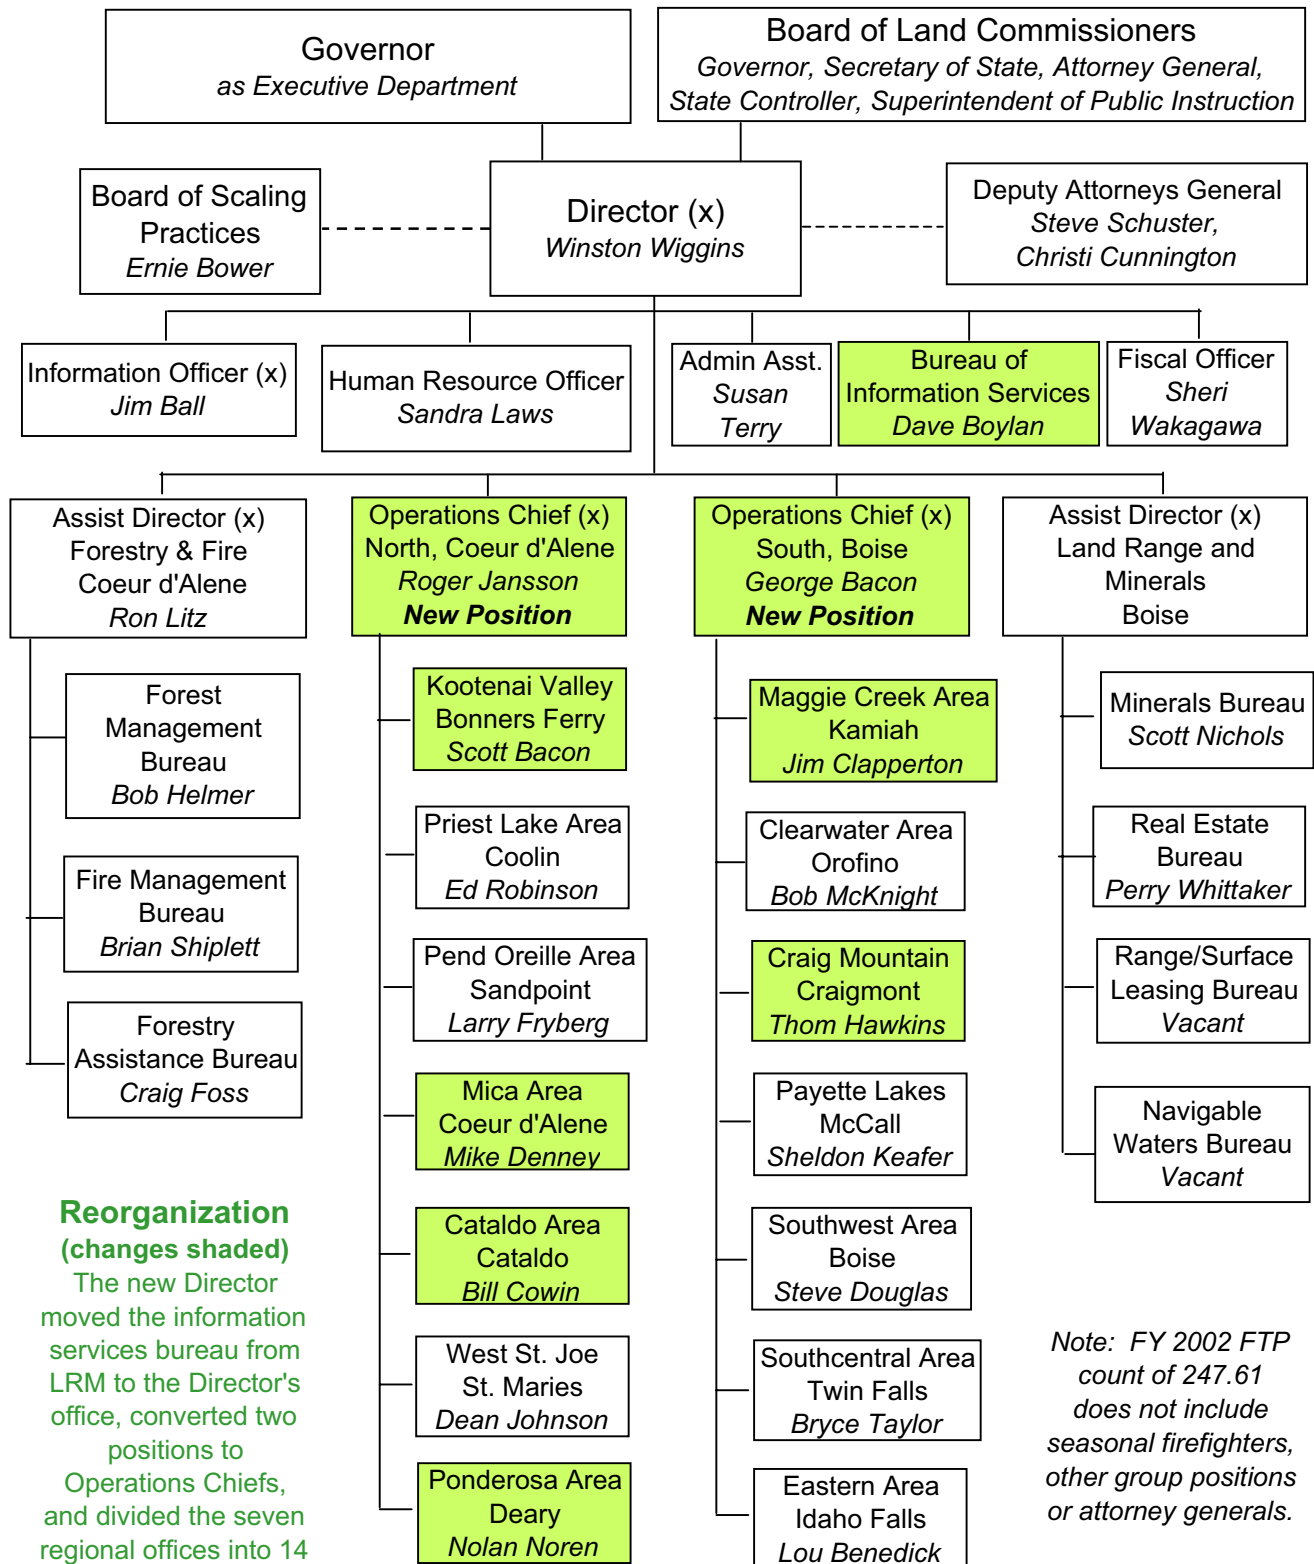 Governor
as Executive Department
Board of Land Commissioners
Governor, Secretary of State, Attorney General,
State Controller, Superintendent of Public Instruction
Board of Scaling
Practices
Ernie Bower
Director (x)
Winston Wiggins
Deputy Attorneys General
Steve Schuster,
Christi Cunnington
Information Officer (x)
Jim Ball
Human Resource Officer
Sandra Laws
Admin Asst.
Susan
Terry
Bureau of
Information Services
Dave Boylan
Fiscal Officer
Sheri
Wakagawa
Assist Director (x)
Forestry & Fire
Coeur d'Alene
Ron Litz
Operations Chief (x)
North, Coeur d'Alene
Roger Jansson
New Position
Operations Chief (x)
South, Boise
George Bacon
New Position
Assist Director (x)
Land Range and
Minerals
Boise
Forest
Management
Bureau
Bob Helmer
Fire Management
Bureau
Brian Shiplett
Forestry
Assistance Bureau
Craig Foss
Kootenai Valley
Bonners Ferry
Scott Bacon
Priest Lake Area
Coolin
Ed Robinson
Pend Oreille Area
Sandpoint
Larry Fryberg
Mica Area
Coeur d'Alene
Mike Denney
Cataldo Area
Cataldo
Bill Cowin
West St. Joe
St. Maries
Dean Johnson
Ponderosa Area
Deary
Nolan Noren
Maggie Creek Area
Kamiah
Jim Clapperton
Clearwater Area
Orofino
Bob McKnight
Craig Mountain
Craigmont
Thom Hawkins
Payette Lakes
McCall
Sheldon Keafer
Southwest Area
Boise
Steve Douglas
Southcentral Area
Twin Falls
Bryce Taylor
Eastern Area
Idaho Falls
Lou Benedick
Minerals Bureau
Scott Nichols
Real Estate
Bureau
Perry Whittaker
Range/Surface
Leasing Bureau
Vacant
Navigable
Waters Bureau
Vacant
Reorganization
(changes shaded)
The new Director
moved the information
services bureau from
LRM to the Director's
office, converted two
positions to
Operations Chiefs,
and divided the seven
regional offices into 14
Note: FY 2002 FTP
count of 247.61
does not include
seasonal firefighters,
other group positions
or attorney generals.